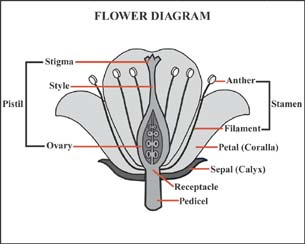 FLOWER DIAGRAM
Stigma
Anther
Style
Pistil
Stamen
Filament
Ovary
Petal (Coralla)
Sepal (Calyx)
Receptacle
Pedicel